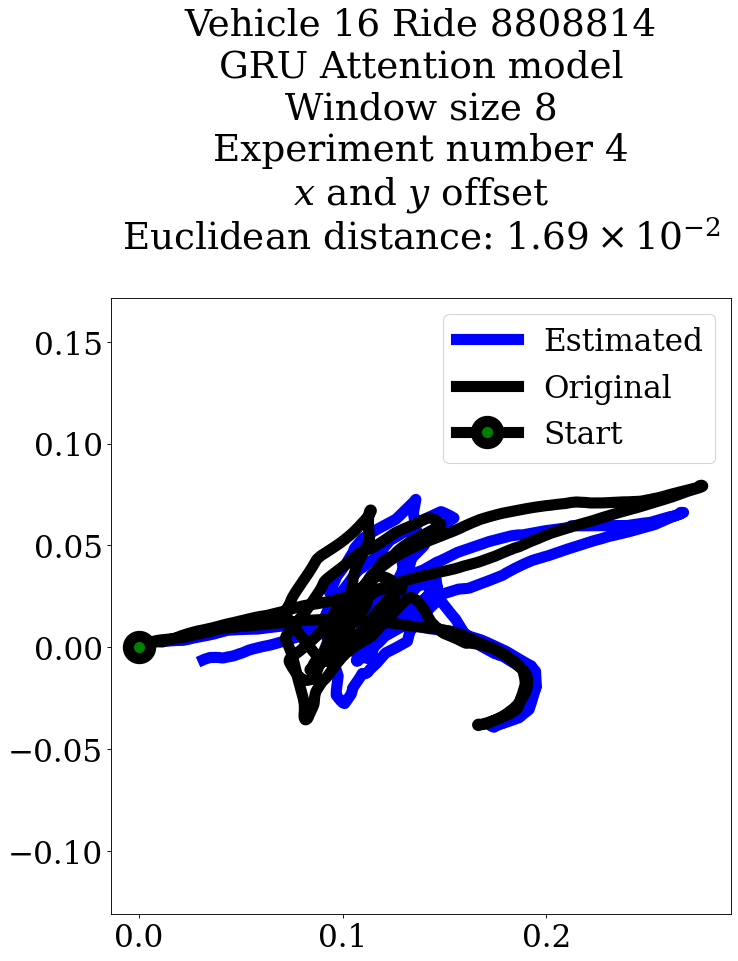 Vehicle 16 Ride 8808814
GRU Attention model
Window size 8
Experiment number 4
x and y offset
Euclidean distance: 1.69 × 10⁻²
Estimated
Original
Start
0.15
0.10
0.05
0.00
−0.05
−0.10
0.0 0.1 0.2